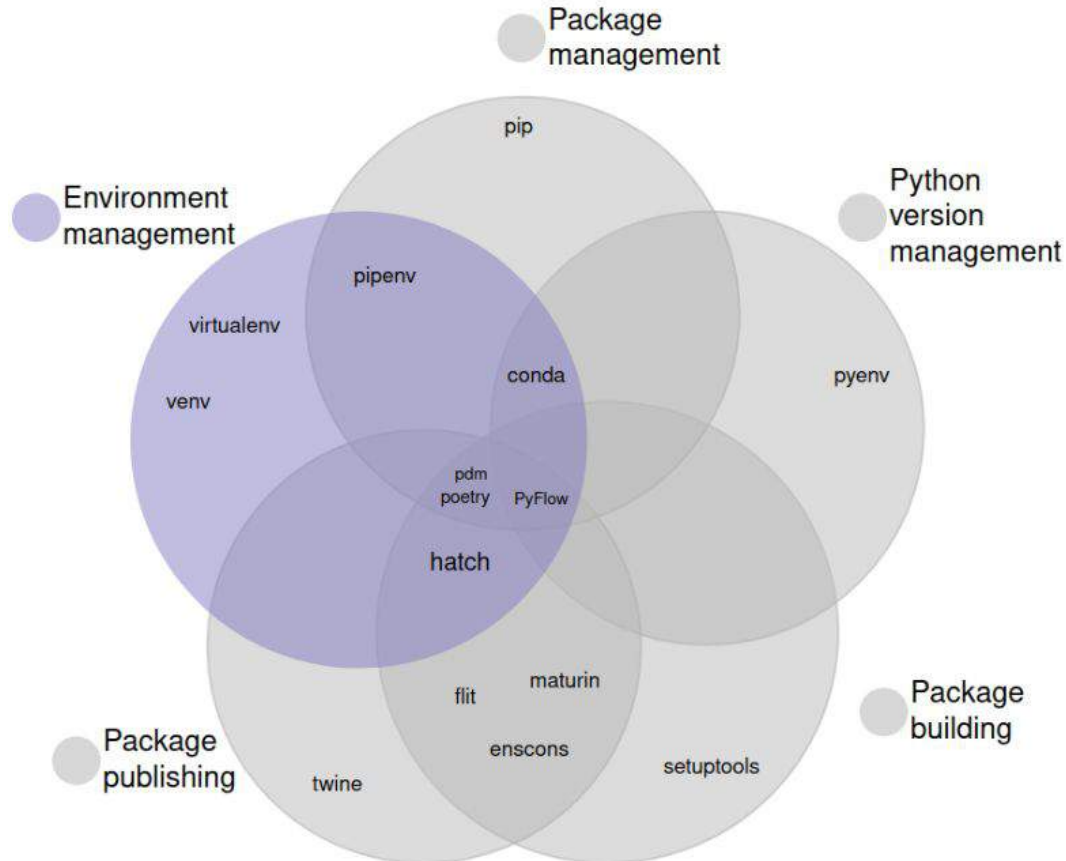 Package
management
pip
Environment
management
Python
version
management
pipenv
virtualenv
conda
pyenv
venv
pdm
poetry
PyFlow
hatch
maturin
flit
Package
building
Package
publishing
enscons
setuptools
twine